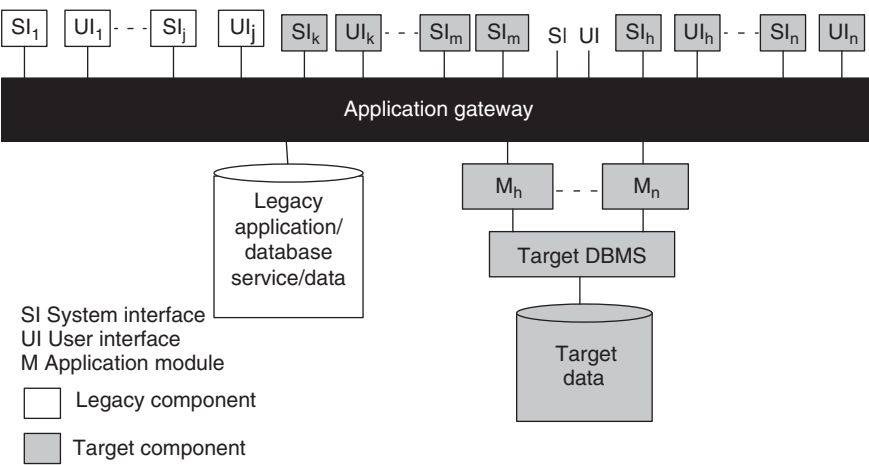 SI1 UI1 - - - SIj UIj SIk UIk - - - SIm SIm SI UI SIh UIh - - - SIn UIn
Application gateway
Mh - - - Mn
Legacy
application/
database
service/data
Target DBMS
Target
data
SI System interface
UI User interface
M Application module
Legacy component
Target component